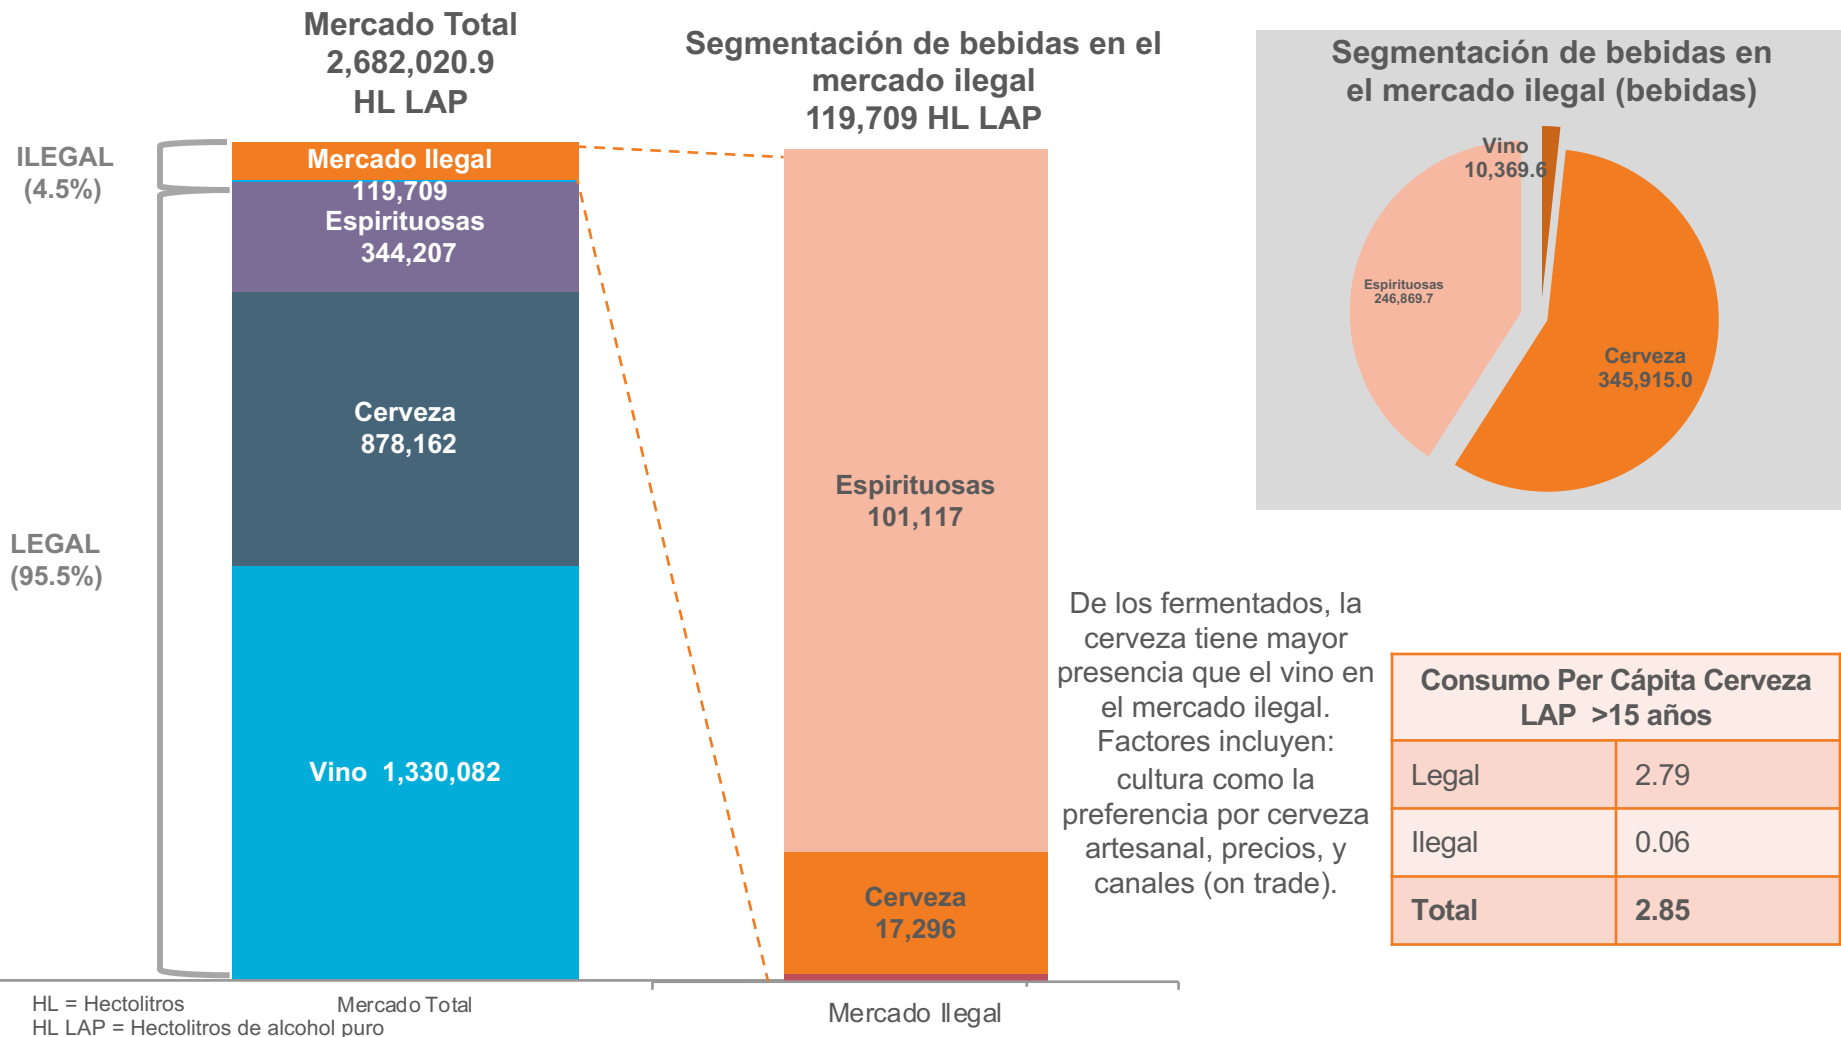 Mercado Total
2,682,020.9
HL LAP
ILEGAL
(4.5%)
LEGAL
(95.5%)
Mercado Ilegal
119,709
Espirituosas
344,207
Cerveza
878,162
Vino 1,330,082
Mercado Total
HL = Hectolitros
HL LAP = Hectolitros de alcohol puro
Segmentación de bebidas en el
mercado ilegal
119,709 HL LAP
Espirituosas
101,117
Cerveza
17,296
Mercado Ilegal
Segmentación de bebidas en
el mercado ilegal (bebidas)
Vino
10,369.6
Espirituosas
246,869.7
Cerveza
345,915.0
De los fermentados, la
cerveza tiene mayor
presencia que el vino en
el mercado ilegal.
Factores incluyen:
cultura como la
preferencia por cerveza
artesanal, precios, y
canales (on trade).
Consumo Per Cápita Cerveza
LAP >15 años
Legal 2.79
Ilegal 0.06
Total 2.85